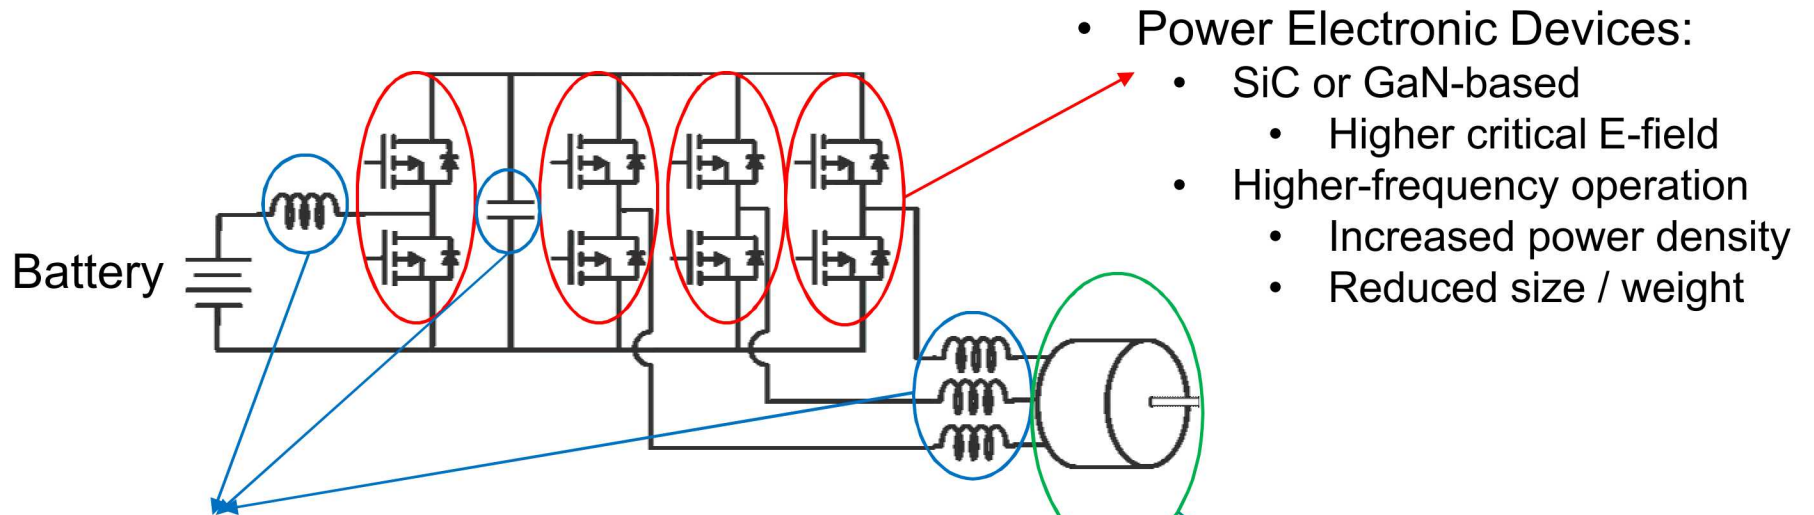 • Power Electronic Devices:
• SiC or GaN-based
• Higher critical E-field
• Higher-frequency operation
• Increased power density
• Reduced size / weight
Battery